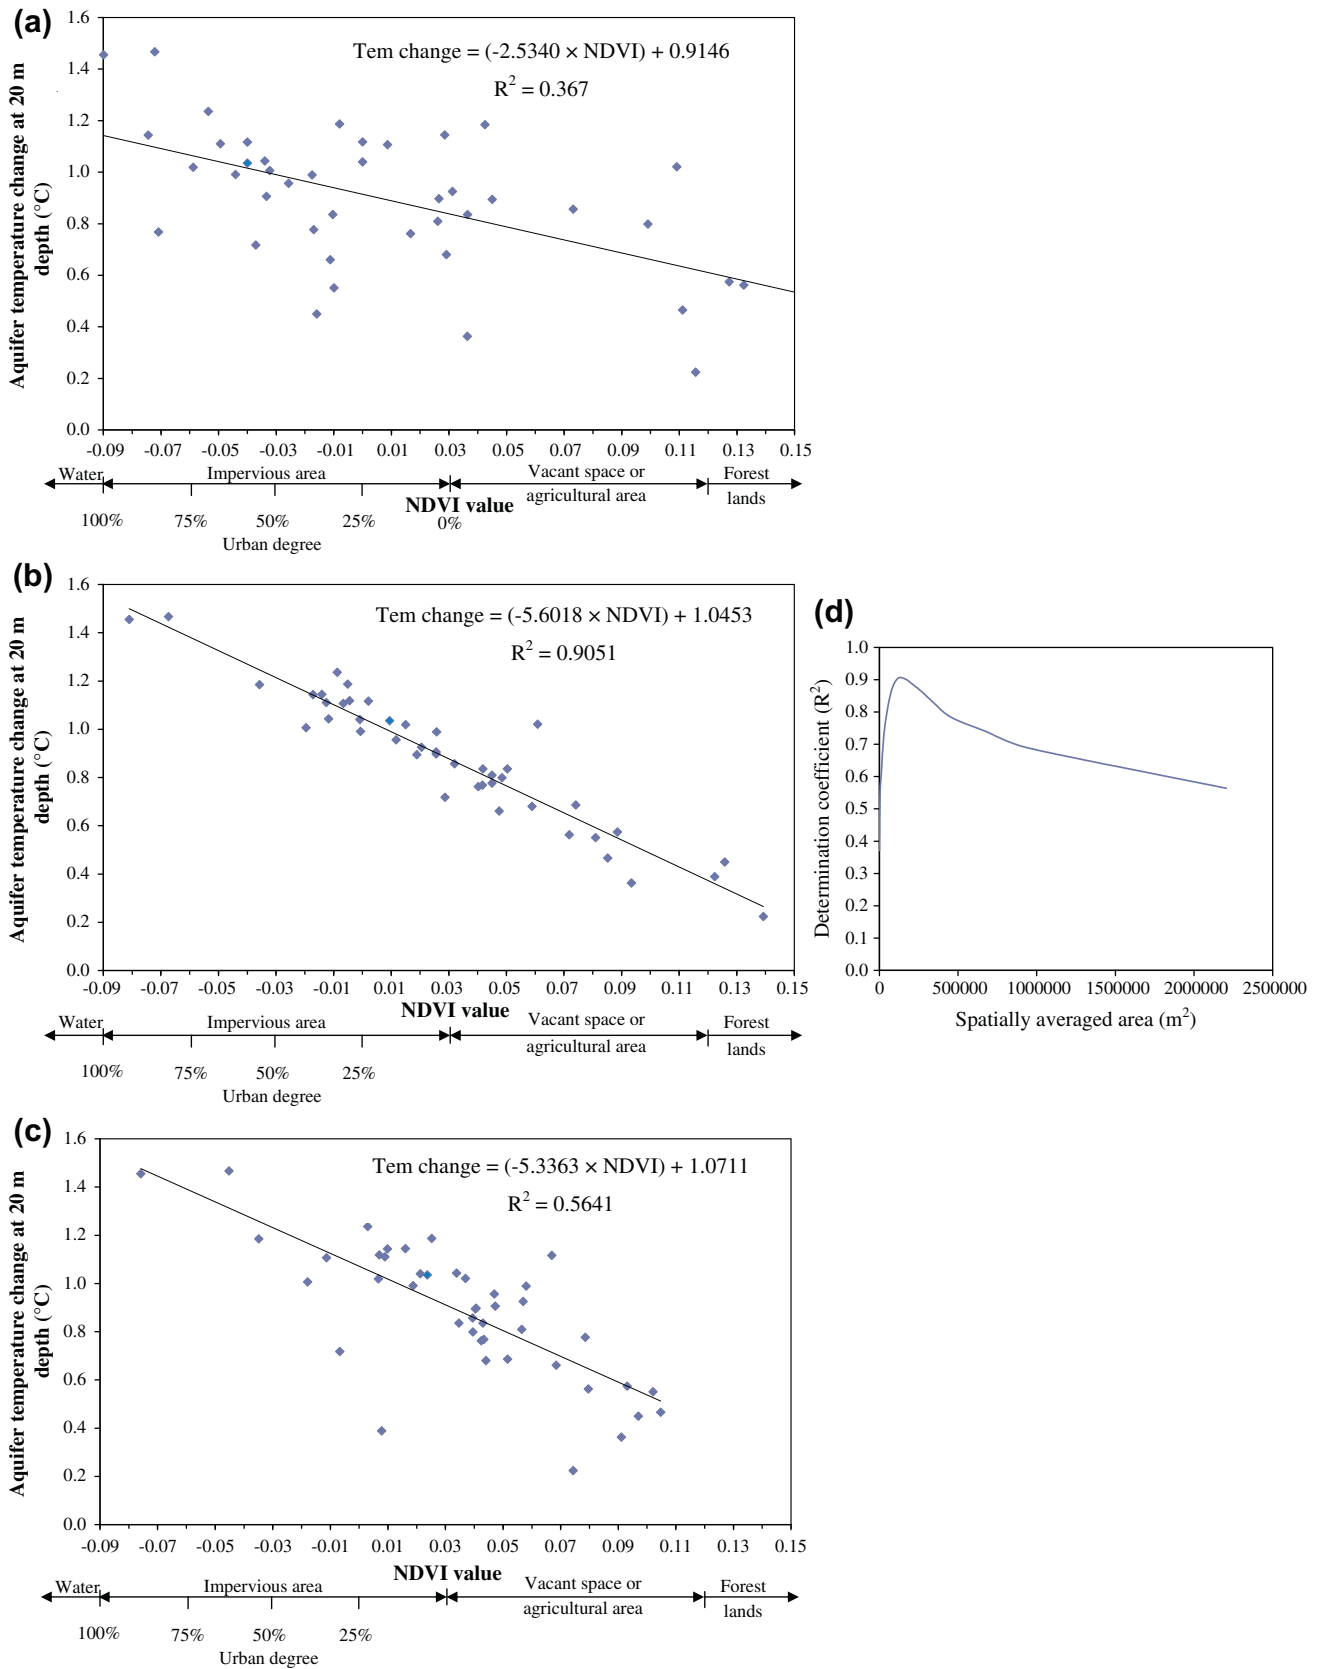 (a)
Aquifer temperature change at 20 m
depth (°C)
1.6
1.4
1.2
1.0
0.8
0.6
0.4
0.2
0.0
Tem change = (-2.5340 × NDVI) + 0.9146
R² = 0.367
-0.09 -0.07 -0.05 -0.03 -0.01 0.01 0.03 0.05 0.07 0.09 0.11 0.13 0.15
Water Impervious area Vacant space or Forest
agricultural area lands
NDVI value
100% 75% 50% 25% 0%
Urban degree
(b)
Aquifer temperature change at 20 m
depth (°C)
1.6
1.4
1.2
1.0
0.8
0.6
0.4
0.2
0.0
Tem change = (-5.6018 × NDVI) + 1.0453
R² = 0.9051
-0.09 -0.07 -0.05 -0.03 -0.01 0.01 0.03 0.05 0.07 0.09 0.11 0.13 0.15
NDVI value
Water Impervious area Vacant space or Forest
agricultural area lands
100% 75% 50% 25%
Urban degree
(d)
Determination coefficient (R²)
1.0
0.9
0.8
0.7
0.6
0.5
0.4
0.3
0.2
0.1
0.0
0 500000 1000000 1500000 2000000 2500000
Spatially averaged area (m²)
(c)
Aquifer temperature change at 20 m
depth (°C)
1.6
1.4
1.2
1.0
0.8
0.6
0.4
0.2
0.0
Tem change = (-5.3363 × NDVI) + 1.0711
R² = 0.5641
-0.09 -0.07 -0.05 -0.03 -0.01 0.01 0.03 0.05 0.07 0.09 0.11 0.13 0.15
NDVI value
Water Impervious area Vacant space or Forest
agricultural area lands
100% 75% 50% 25%
Urban degree